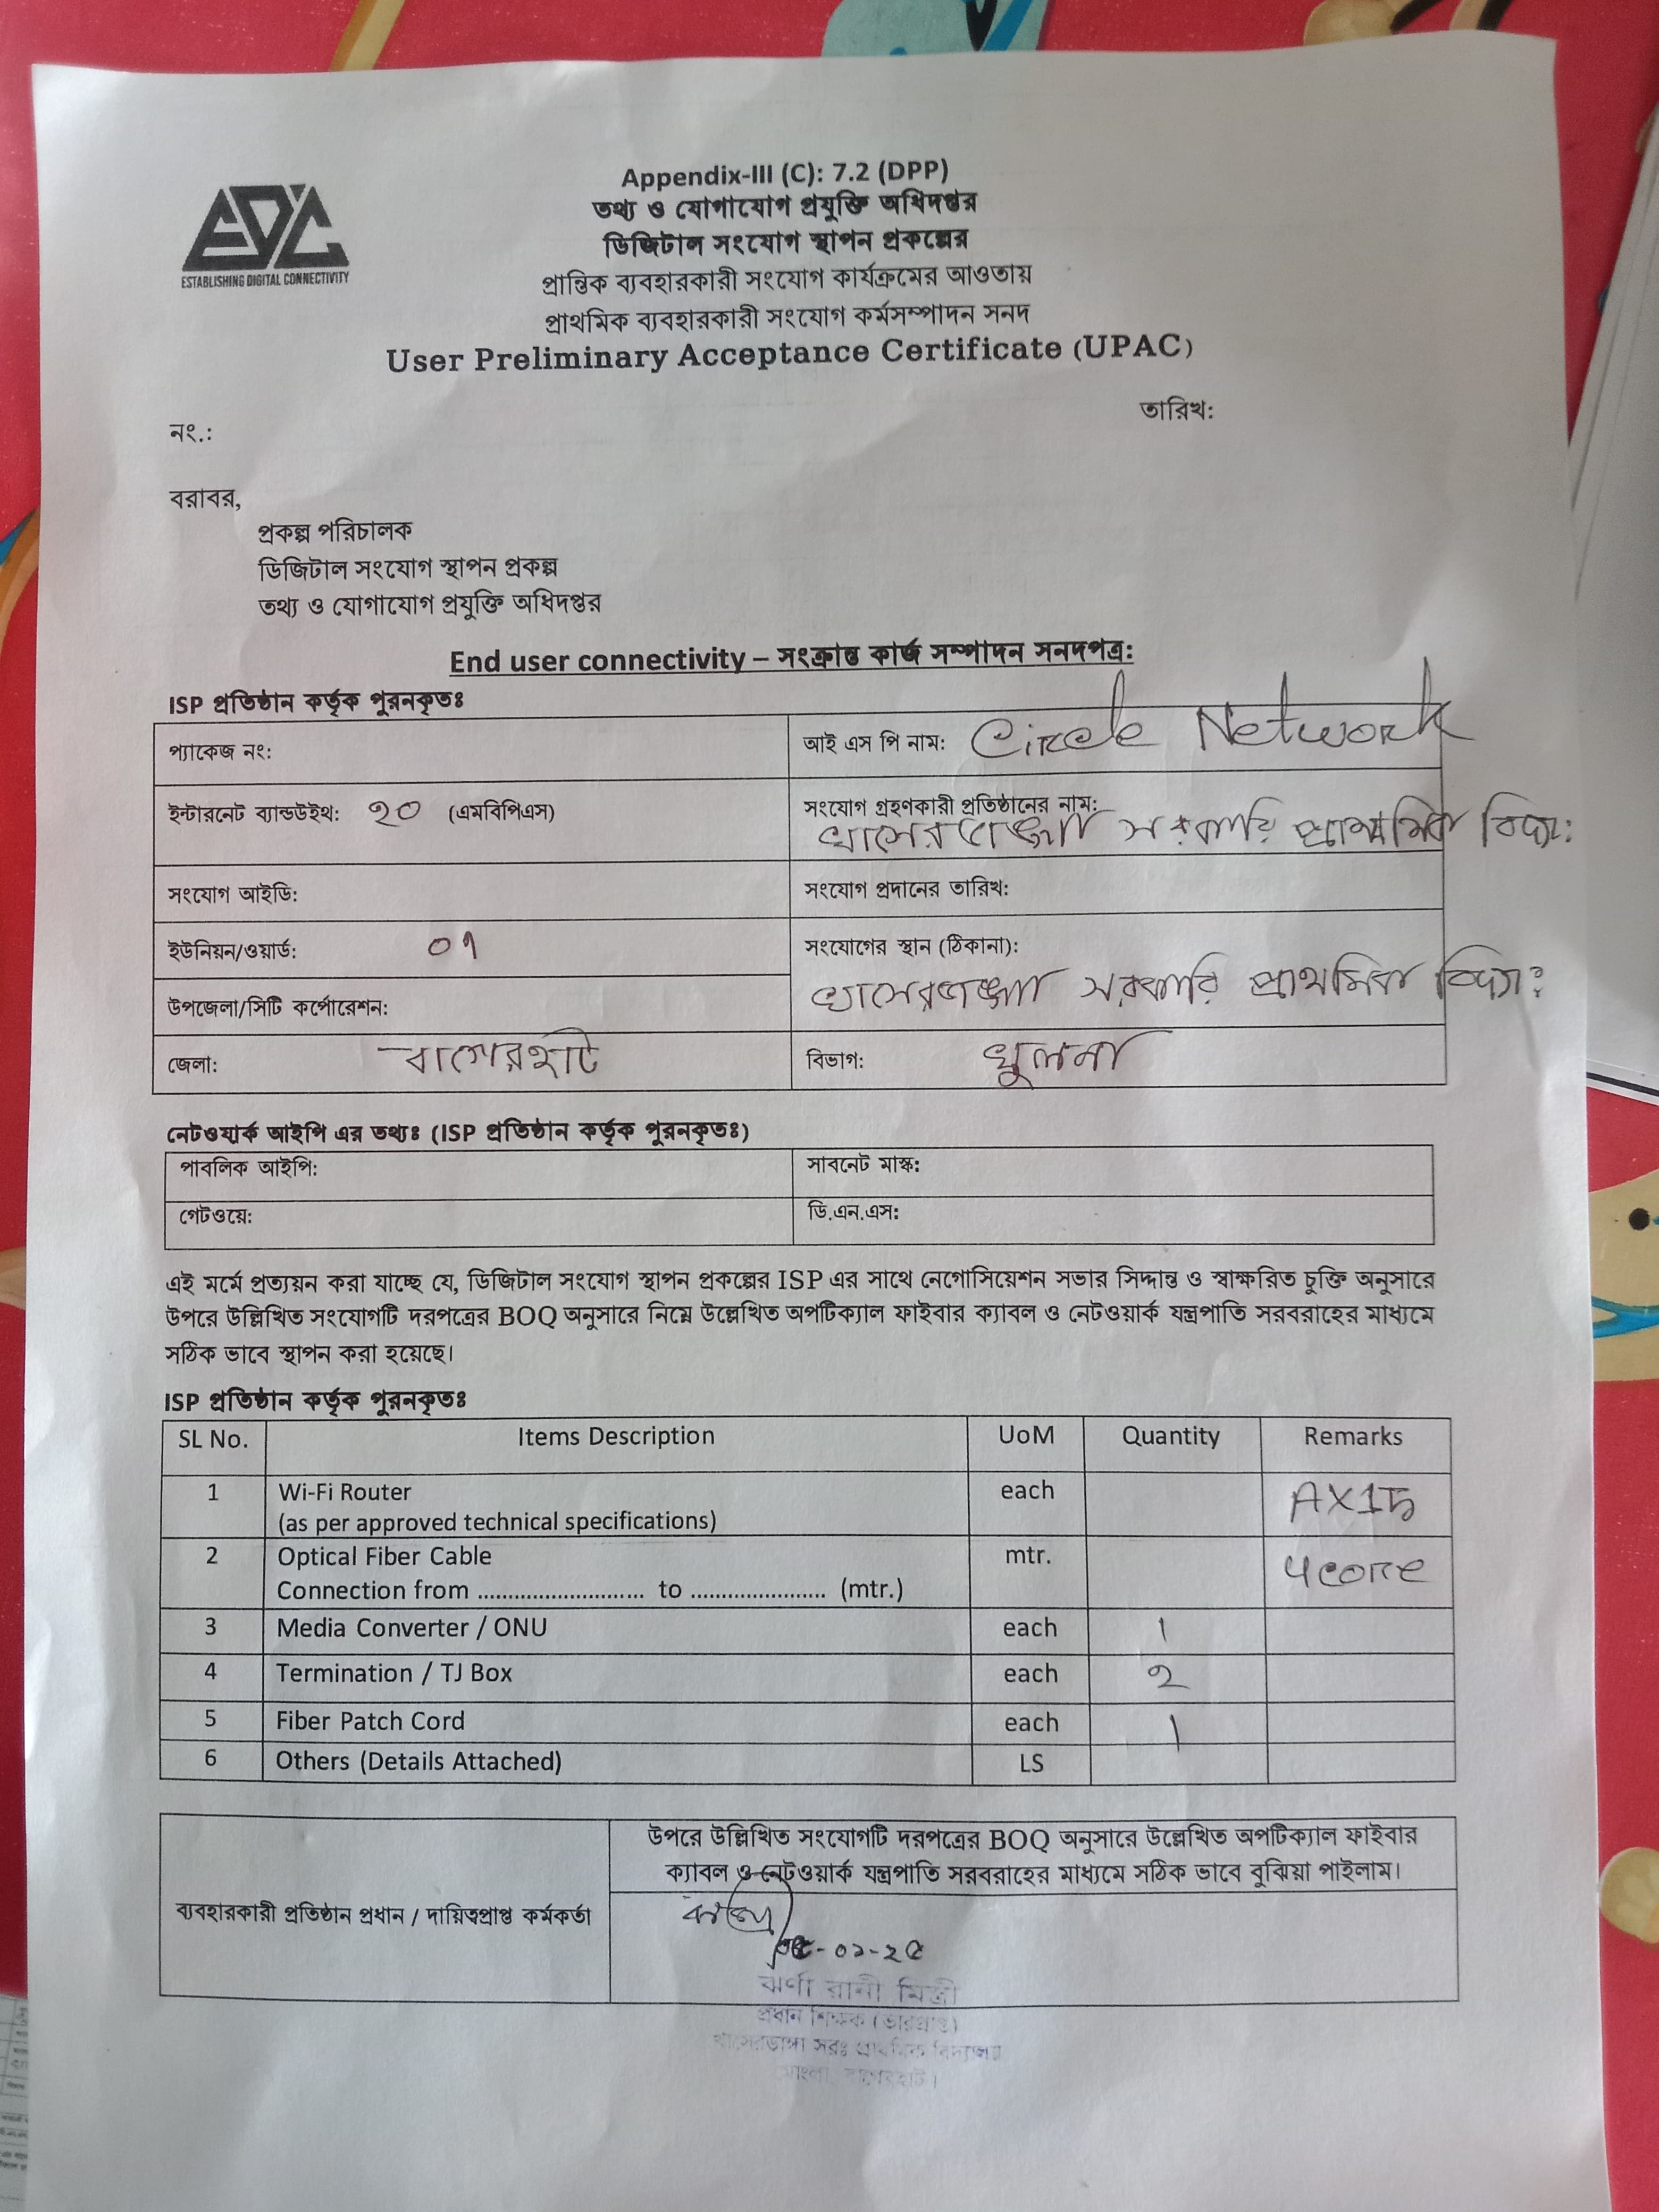 EDC
ESTABLISHING DIGITAL CONNECTIVITY
Appendix-III (C): 7.2 (DPP)
তথ্য ও যোগাযোগ প্রযুক্তি অধিদপ্তর
ডিজিটাল সংযোগ স্থাপন প্রকল্পের
প্রান্তিক ব্যবহারকারী সংযোগ কার্যক্রমের আওতায়
প্রাথমিক ব্যবহারকারী সংযোগ কর্মসম্পাদন সনদ
User Preliminary Acceptance Certificate (UPAC)
তারিখ:
নং.:
বরাবর,
প্রকল্প পরিচালক
ডিজিটাল সংযোগ স্থাপন প্রকল্প
তথ্য ও যোগাযোগ প্রযুক্তি অধিদপ্তর
End user connectivity – সংক্রান্ত কার্জ সম্পাদন সনদপত্র:
ISP প্রতিষ্ঠান কর্তৃক পুরনকৃতঃ
প্যাকেজ নং: আই এস পি নাম: Circle Network
ইন্টারনেট ব্যান্ডউইথ: ২০ (এমবিপিএস) সংযোগ গ্রহণকারী প্রতিষ্ঠানের নাম:
সরকারি প্রাথমিক বিদ্যা:
সংযোগ আইডি: সংযোগ প্রদানের তারিখ:
ইউনিয়ন/ওয়ার্ড: ০৭ সংযোগের স্থান (ঠিকানা):
সরকারি প্রাথমিক বিদ্যা:
উপজেলা/সিটি কর্পোরেশন:
জেলা: বাগেরহাট বিভাগ: খুলনা
নেটওয়ার্ক আইপি এর তথ্যঃ (ISP প্রতিষ্ঠান কর্তৃক পুরনকৃতঃ)
পাবলিক আইপি: সাবনেট মাস্ক:
গেটওয়ে: ডি.এন.এস:
এই মর্মে প্রত্যয়ন করা যাচ্ছে যে, ডিজিটাল সংযোগ স্থাপন প্রকল্পের ISP এর সাথে নেগোসিয়েশন সভার সিদ্দান্ত ও স্বাক্ষরিত চুক্তি অনুসারে
উপরে উল্লিখিত সংযোগটি দরপত্রের BOQ অনুসারে নিম্নে উল্লেখিত অপটিক্যাল ফাইবার ক্যাবল ও নেটওয়ার্ক যন্ত্রপাতি সরবরাহের মাধ্যমে
সঠিক ভাবে স্থাপন করা হয়েছে।
ISP প্রতিষ্ঠান কর্তৃক পুরনকৃতঃ
SL No. Items Description UoM Quantity Remarks
1 Wi-Fi Router each AX15
(as per approved technical specifications)
2 Optical Fiber Cable mtr. 4 core
Connection from ........................... to ...................... (mtr.)
3 Media Converter / ONU each 1
4 Termination / TJ Box each 2
5 Fiber Patch Cord each 1
6 Others (Details Attached) LS
উপরে উল্লিখিত সংযোগটি দরপত্রের BOQ অনুসারে উল্লেখিত অপটিক্যাল ফাইবার
ক্যাবল ও নেটওয়ার্ক যন্ত্রপাতি সরবরাহের মাধ্যমে সঠিক ভাবে বুঝিয়া পাইলাম।
ব্যবহারকারী প্রতিষ্ঠান প্রধান / দায়িত্বপ্রাপ্ত কর্মকর্তা
-০২-২৫
ঝর্ণা রানী মিস্ত্রী
প্রধান শিক্ষক (ভারপ্রাপ্ত)
সরঃ প্রাথমিক বিদ্যালয়
মোংলা, বাগেরহাট।